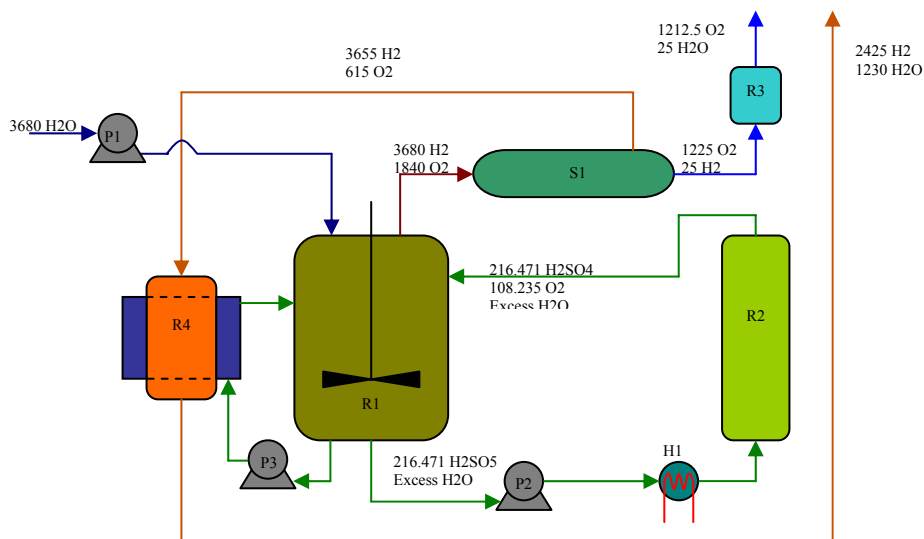 1212.5 O2
25 H2O
3655 H2
615 O2
2425 H2
1230 H2O
R3
3680 H2O
P1
3680 H2
1840 O2
S1
1225 O2
25 H2
216.471 H2SO4
108.235 O2
Excess H2O
R2
R4
R1
P3
216.471 H2SO5
Excess H2O
P2
H1